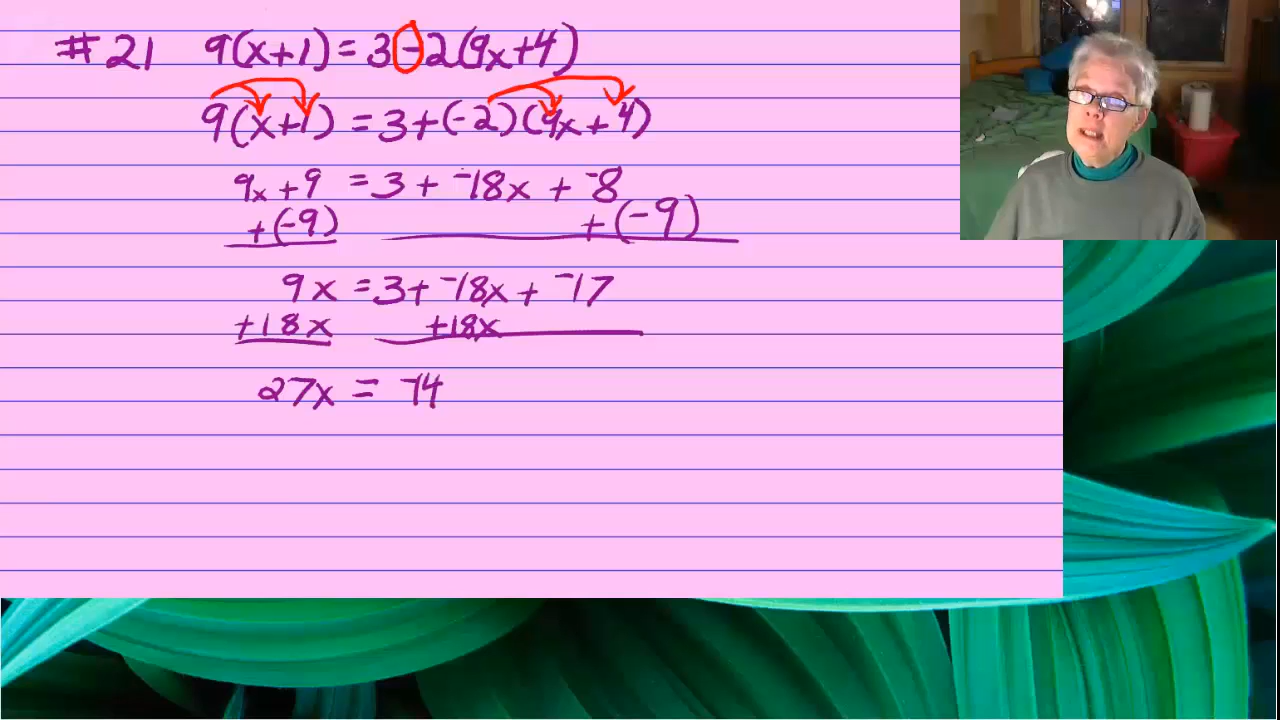 # 21 9(x+1) = 3-2(9x+4)
9(x+1) = 3+(-2)(9x+4)
9x+9 = 3 + ⁻18x + ⁻8
+(-9) +(-9)
9x = 3+ ⁻18x + ⁻17
+18x +18x
27x = ⁻14